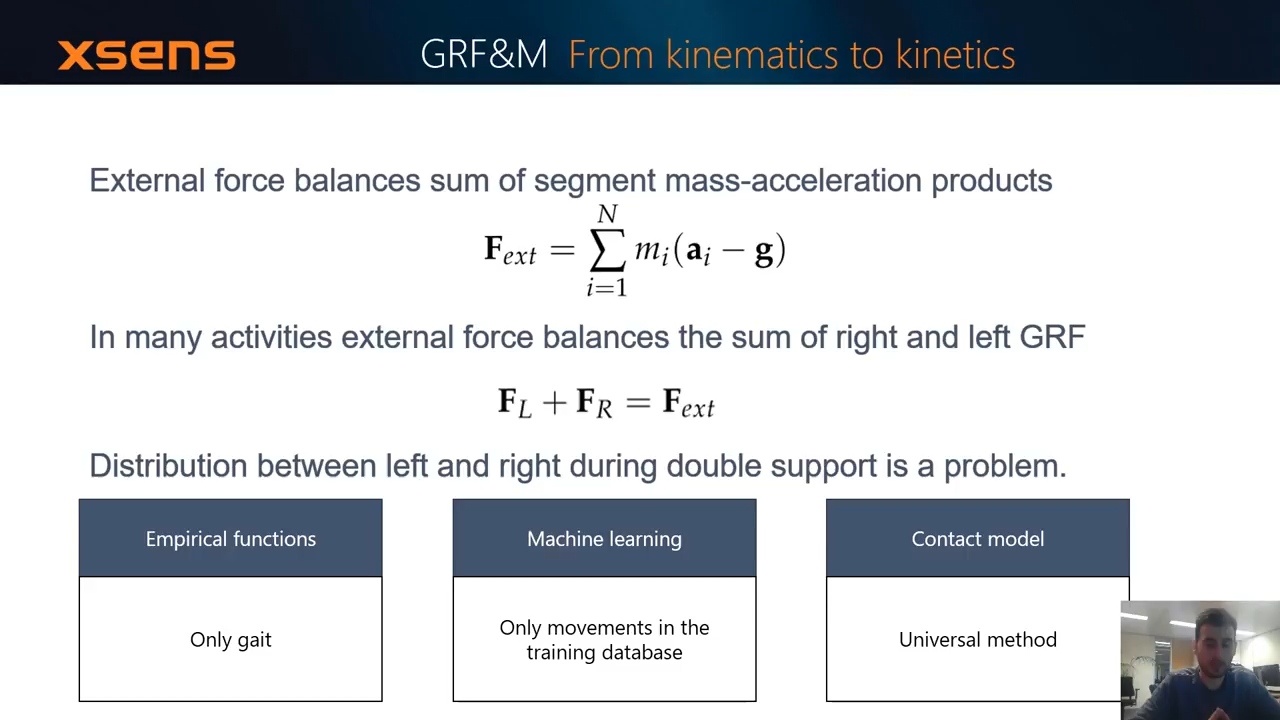 xsens
GRF&M From kinematics to kinetics
External force balances sum of segment mass-acceleration products
F_ext = ∑_{i=1}^{N} m_i(a_i − g)
In many activities external force balances the sum of right and left GRF
F_L + F_R = F_ext
Distribution between left and right during double support is a problem.
Empirical functions
Only gait
Machine learning
Only movements in the
training database
Contact model
Universal method